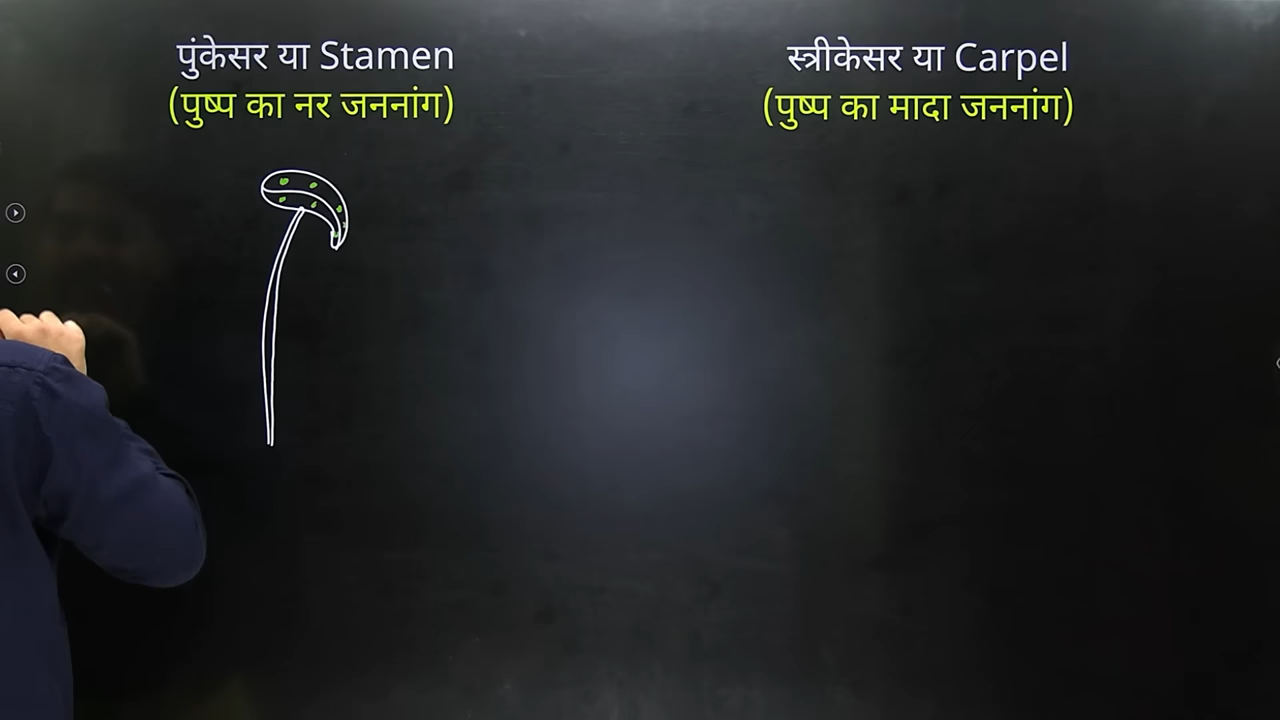 पुंकेसर या Stamen
(पुष्प का नर जननांग)
स्त्रीकेसर या Carpel
(पुष्प का मादा जननांग)